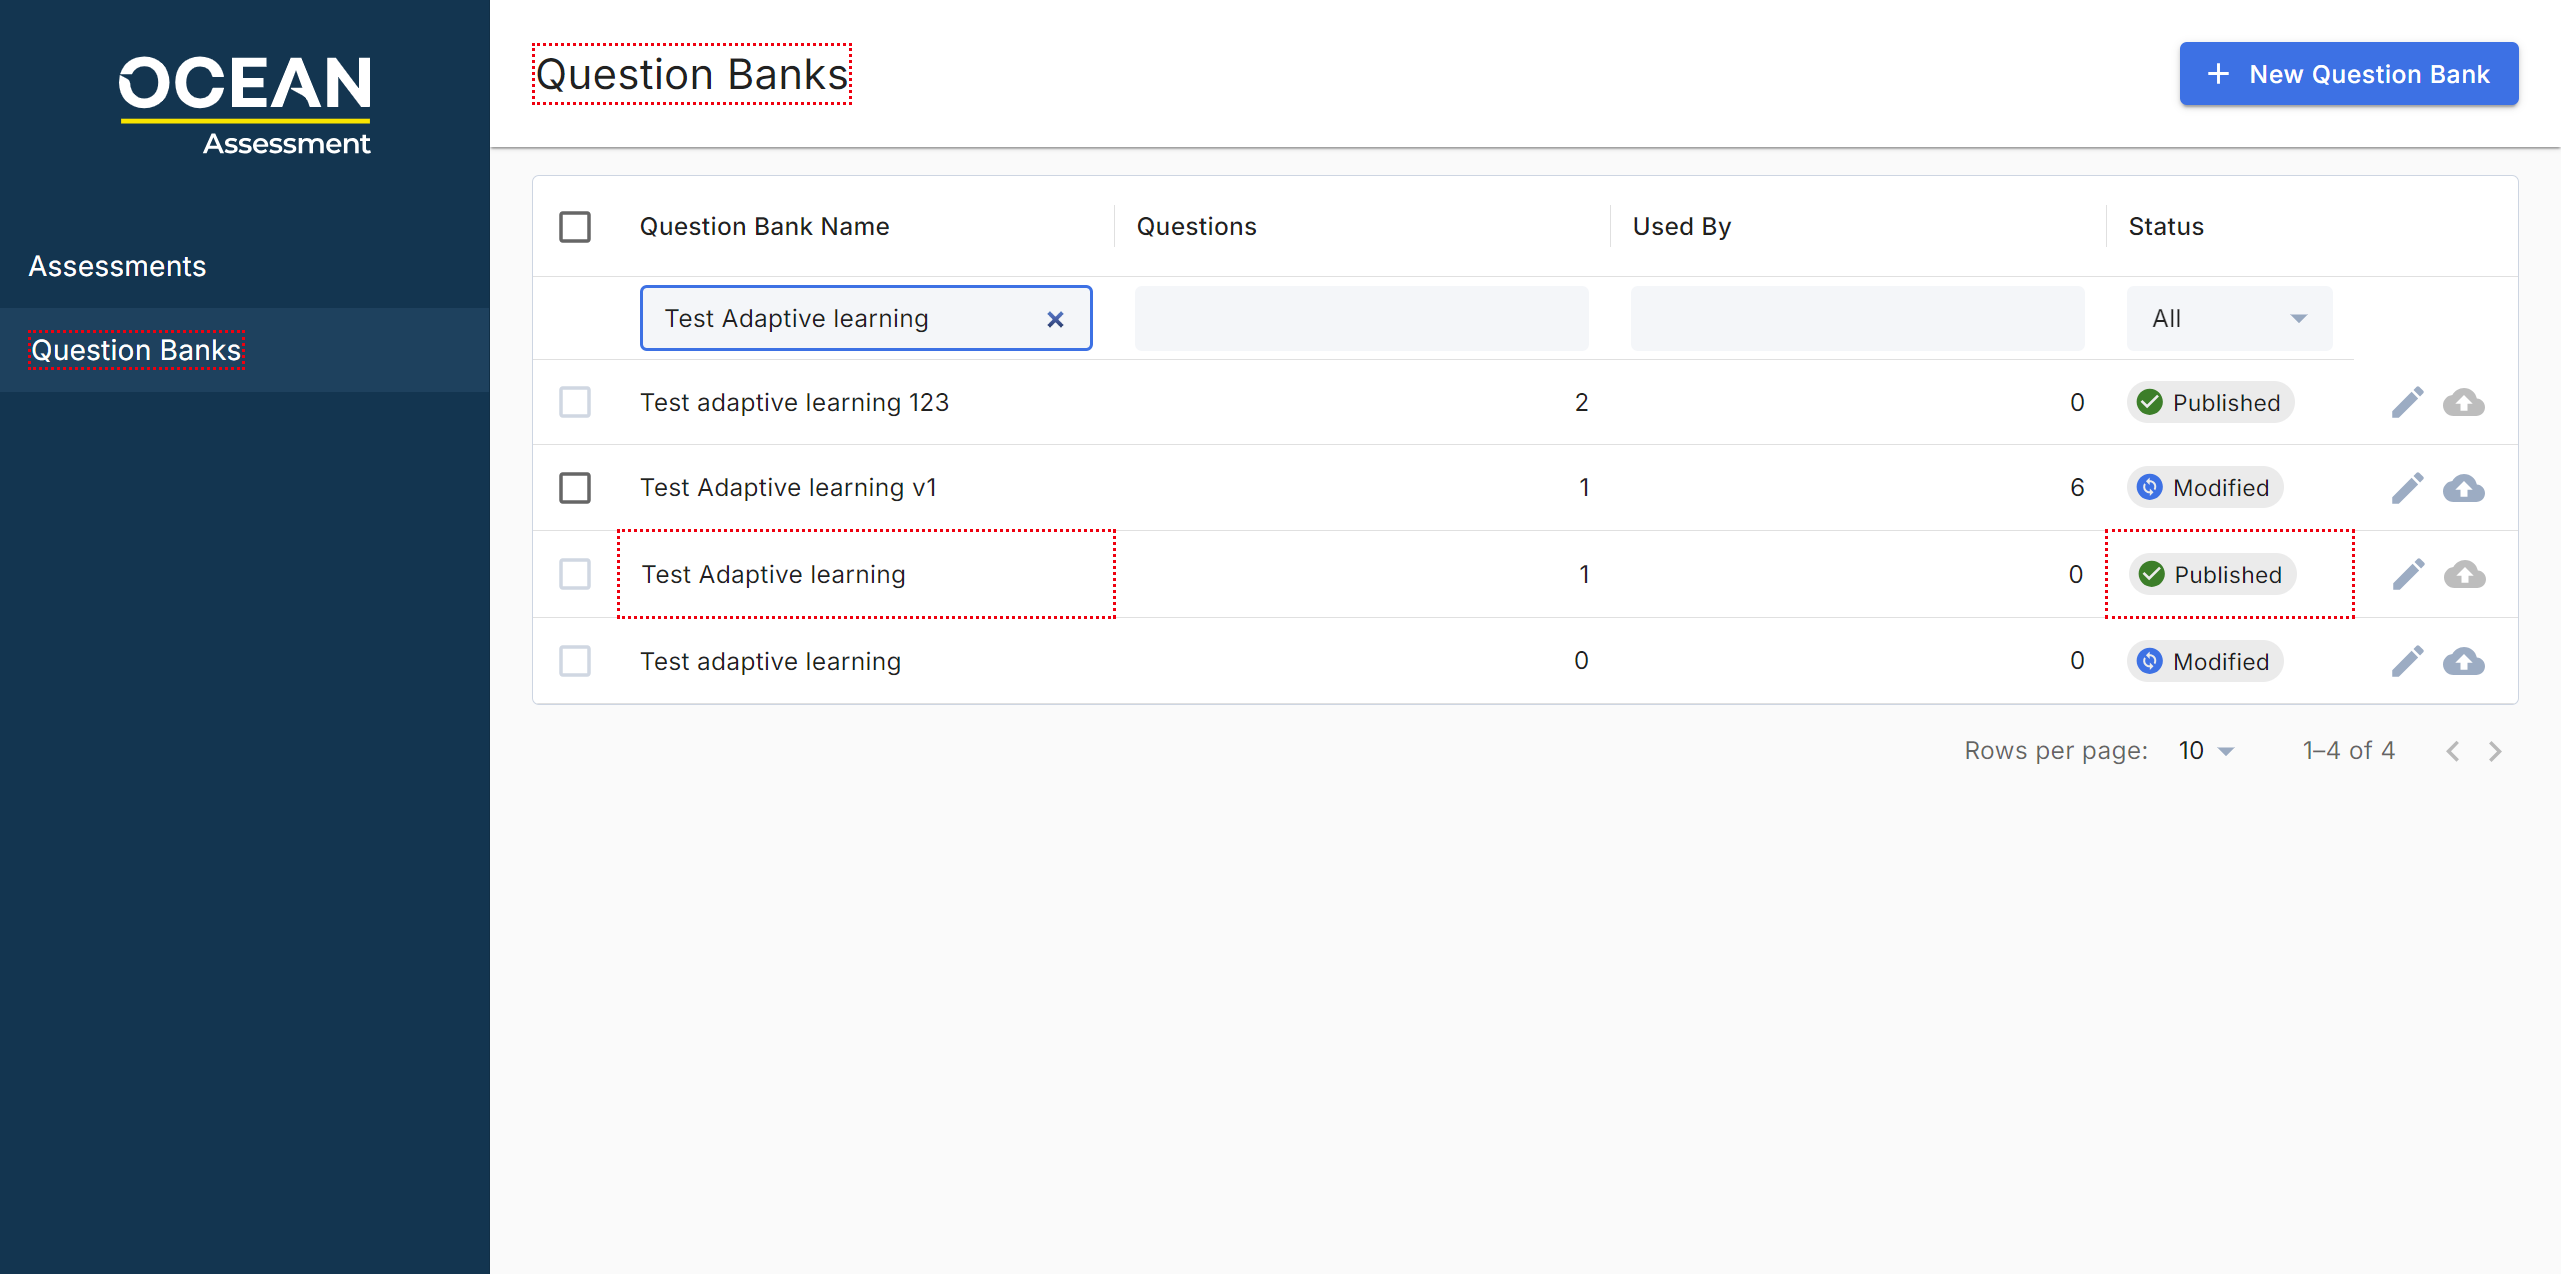 OCEAN
Assessment
Assessments
Question Banks
Question Banks
+ New Question Bank
Question Bank Name Questions Used By Status
Test Adaptive learning All
Test adaptive learning 123 2 0 Published
Test Adaptive learning v1 1 6 Modified
Test Adaptive learning 1 0 Published
Test adaptive learning 0 0 Modified
Rows per page: 10 1–4 of 4